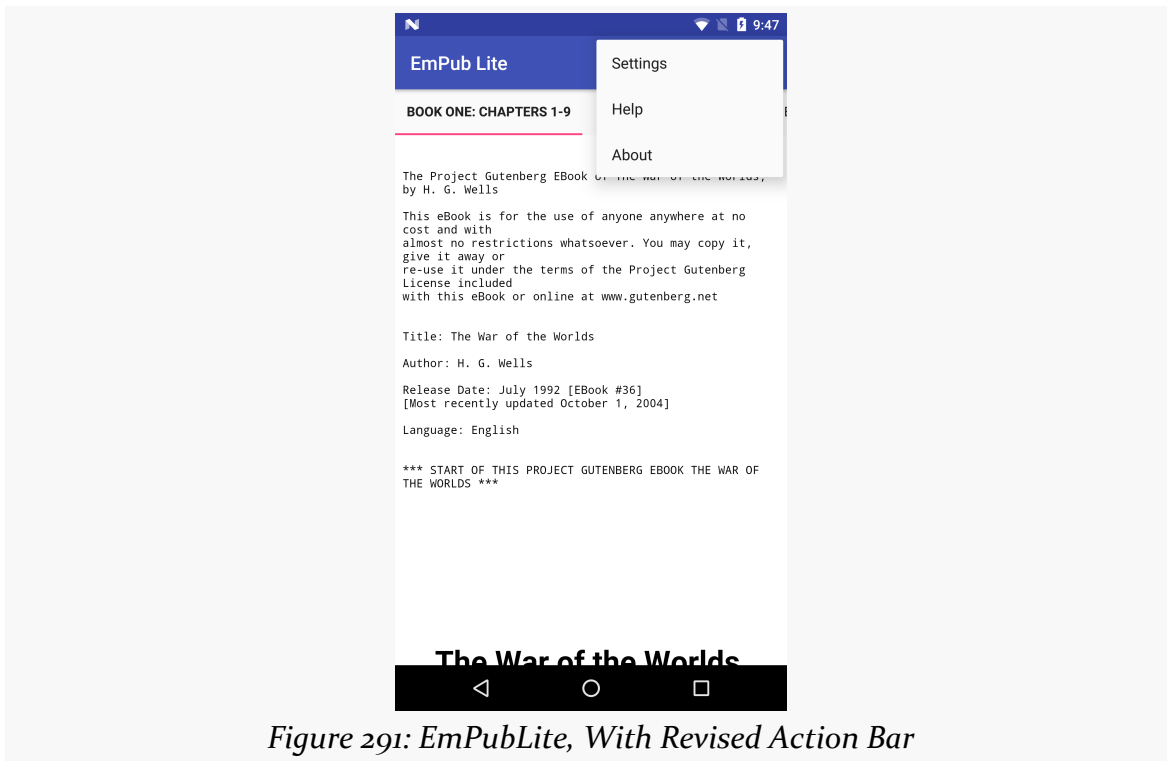 9:47
EmPub Lite
Settings
BOOK ONE: CHAPTERS 1-9
Help
About
The Project Gutenberg EBook of The War of the Worlds,
by H. G. Wells
This eBook is for the use of anyone anywhere at no
cost and with
almost no restrictions whatsoever. You may copy it,
give it away or
re-use it under the terms of the Project Gutenberg
License included
with this eBook or online at www.gutenberg.net
Title: The War of the Worlds
Author: H. G. Wells
Release Date: July 1992 [EBook #36]
[Most recently updated October 1, 2004]
Language: English
*** START OF THIS PROJECT GUTENBERG EBOOK THE WAR OF
THE WORLDS ***
The War of the Worlds
Figure 291: EmPubLite, With Revised Action Bar